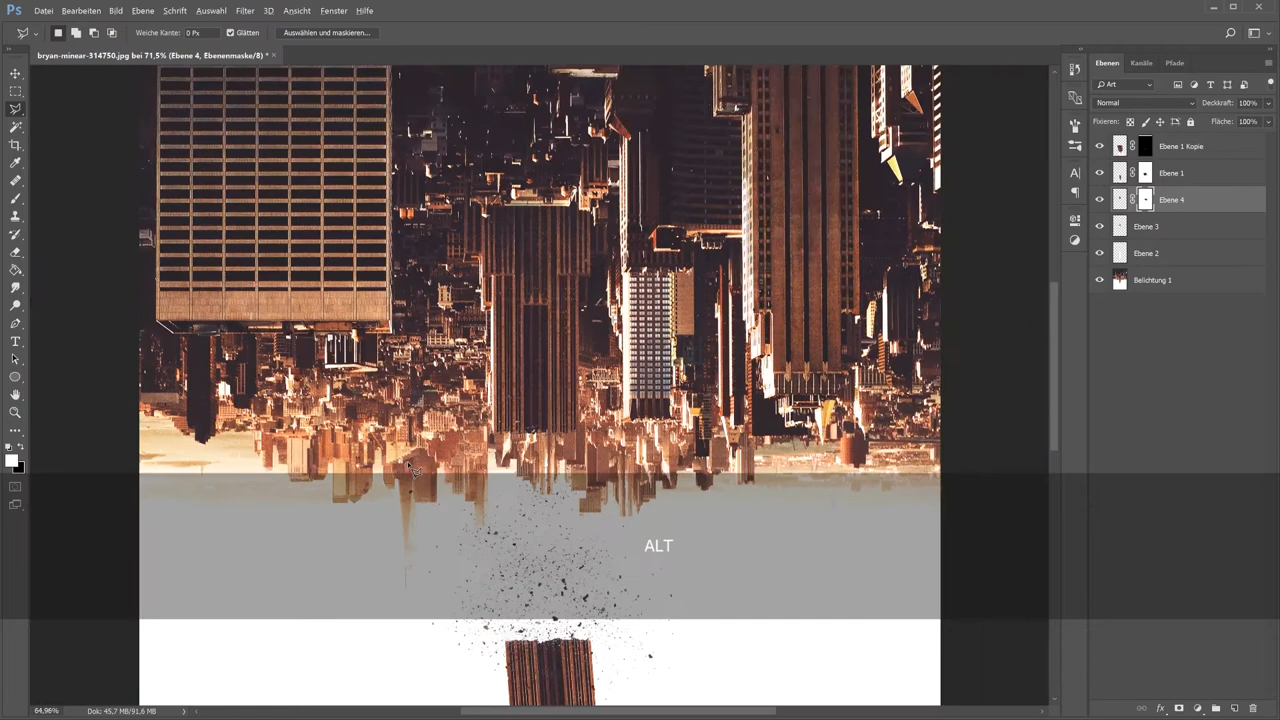 Ps Datei Bearbeiten Bild Ebene Schrift Auswahl Filter 3D Ansicht Fenster Hilfe
Weiche Kante: 0 Px Glätten Auswählen und maskieren...
bryan-minear-314750.jpg bei 71,5% (Ebene 4, Ebenenmaske/8) *
Ebenen Kanäle Pfade
Art
Normal Deckkraft: 100%
Fixieren: Fläche: 100%
Ebene 1 Kopie
Ebene 1
Ebene 4
Ebene 3
Ebene 2
Belichtung 1
ALT
64,96% Dok: 45,7 MB/91,6 MB